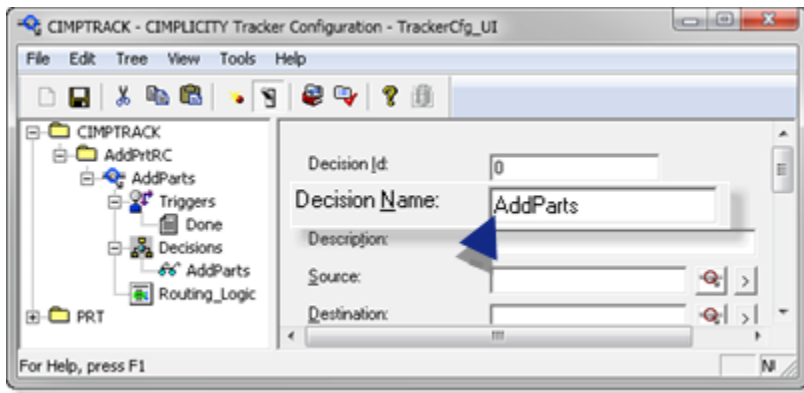 CIMPTRACK - CIMPLICITY Tracker Configuration - TrackerCfg_UI
File Edit Tree View Tools Help
CIMPTRACK
AddPrtRC
AddParts
Triggers
Done
Decisions
AddParts
Routing_Logic
PRT
Decision Id: 0
Decision Name: AddParts
Description:
Source:
Destination:
For Help, press F1